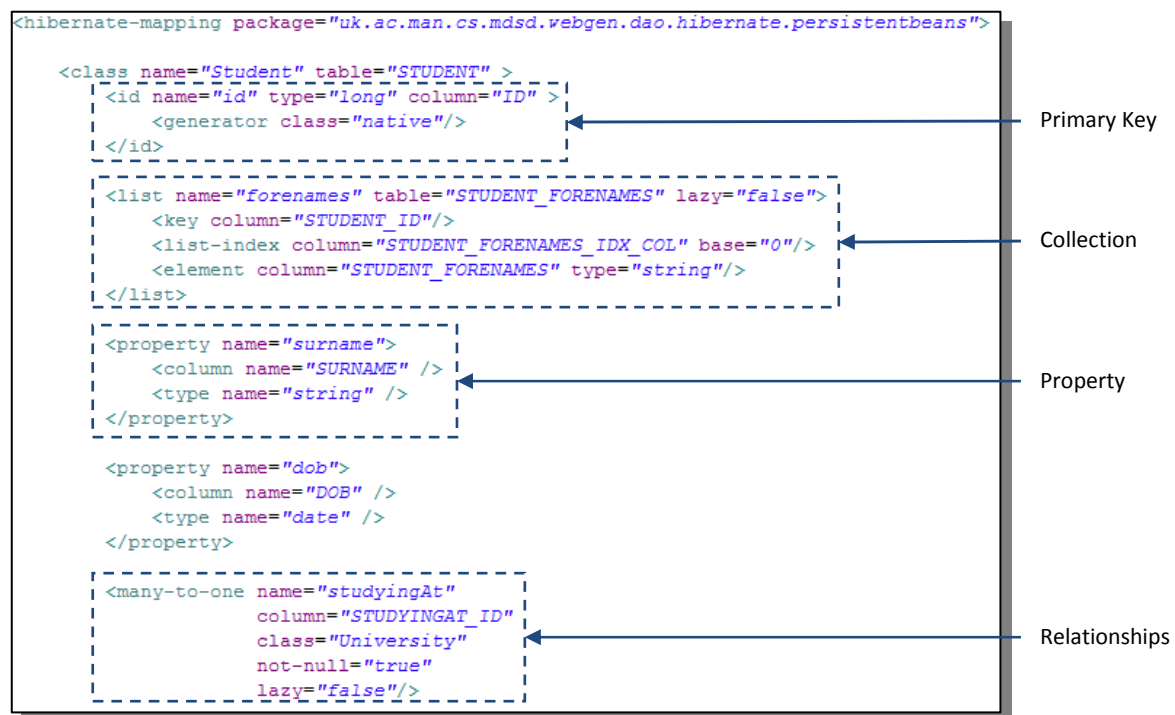 <hibernate-mapping package="uk.ac.man.cs.mdsd.webgen.dao.hibernate.persistentbeans">
<class name="Student" table="STUDENT" >
<id name="id" type="long" column="ID" >
<generator class="native"/>
</id>
Primary Key
<list name="forenames" table="STUDENT_FORENAMES" lazy="false">
<key column="STUDENT_ID"/>
<list-index column="STUDENT_FORENAMES_IDX_COL" base="0"/>
<element column="STUDENT_FORENAMES" type="string"/>
</list>
Collection
<property name="surname">
<column name="SURNAME" />
<type name="string" />
</property>
Property
<property name="dob">
<column name="DOB" />
<type name="date" />
</property>
<many-to-one name="studyingAt"
column="STUDYINGAT_ID"
class="University"
not-null="true"
lazy="false"/>
Relationships